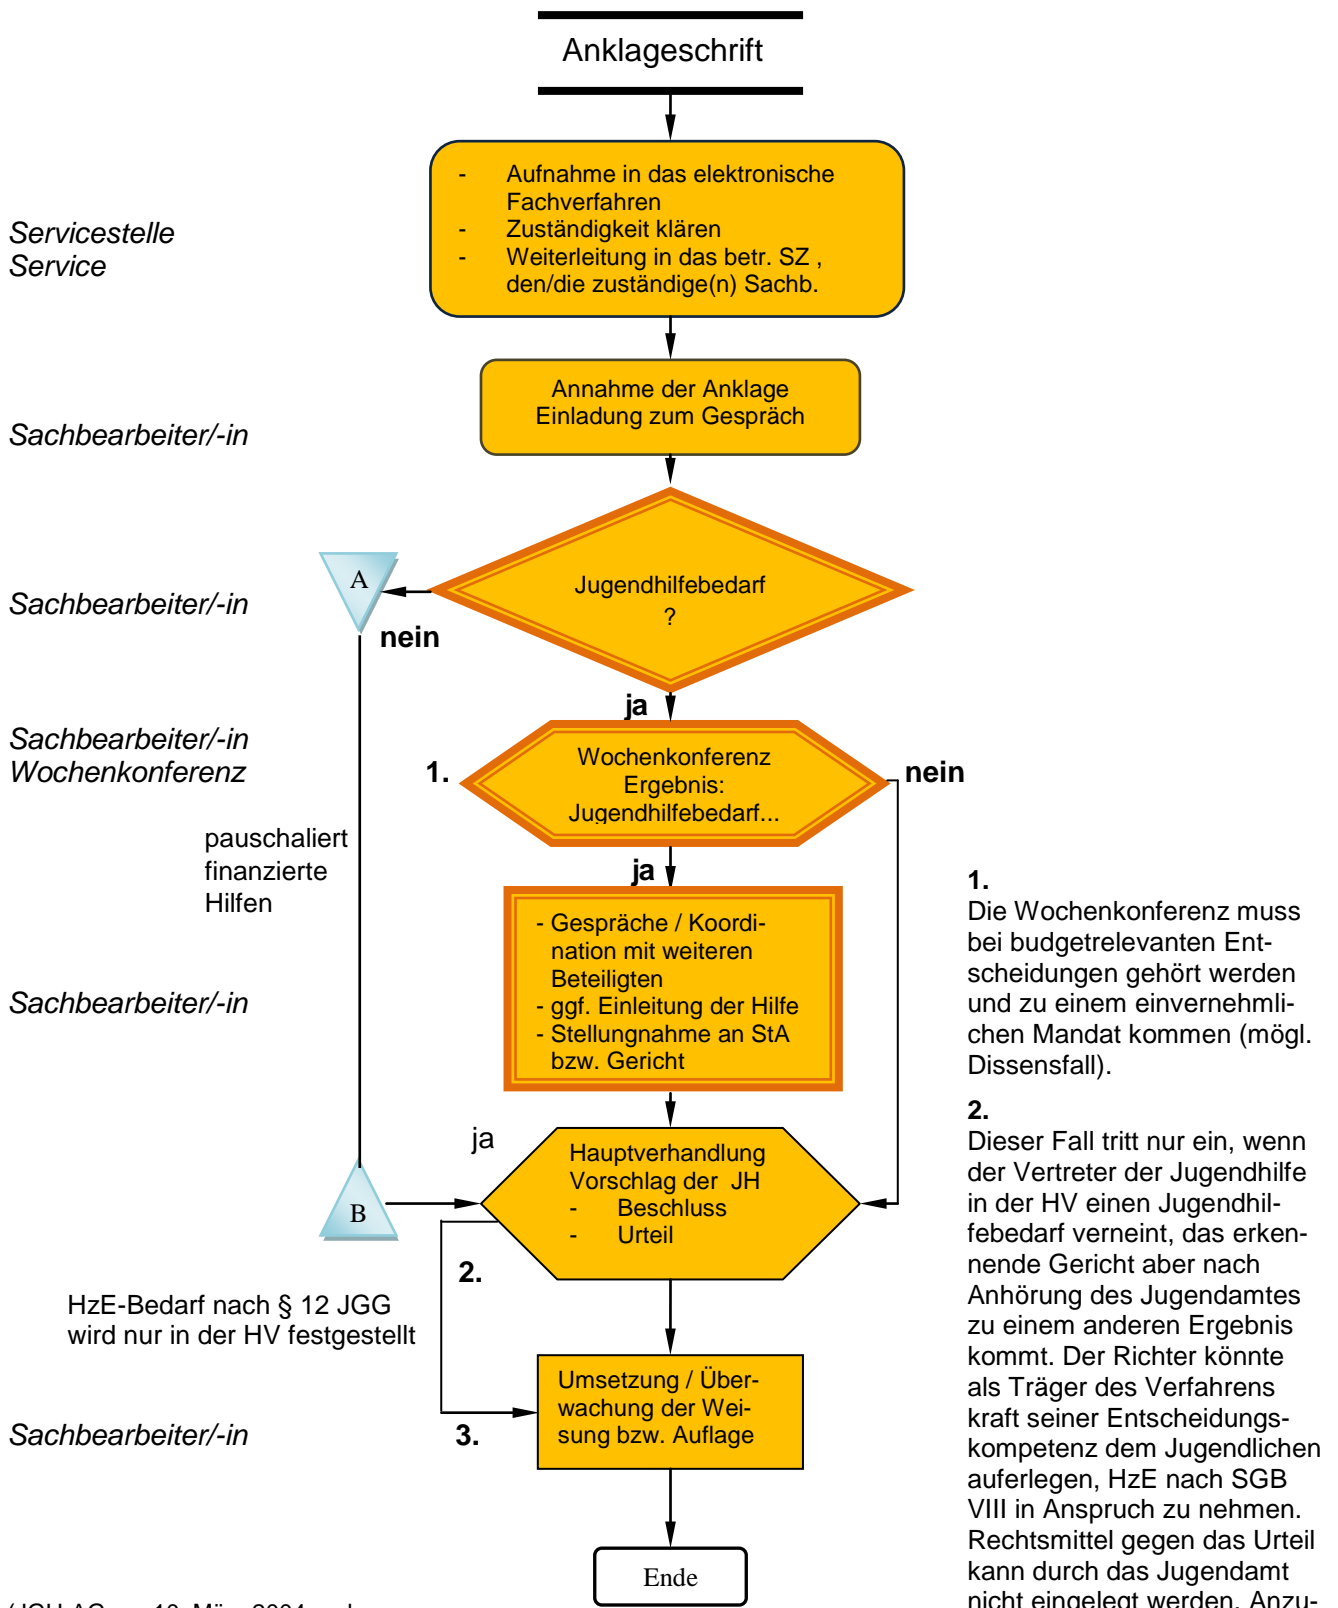 Anklageschrift
- Aufnahme in das elektronische
Fachverfahren
- Zuständigkeit klären
- Weiterleitung in das betr. SZ ,
den/die zuständige(n) Sachb.
Servicestelle
Service
Annahme der Anklage
Einladung zum Gespräch
Sachbearbeiter/-in
Jugendhilfebedarf
?
A
Sachbearbeiter/-in
nein
ja
Sachbearbeiter/-in
Wochenkonferenz
1.
Wochenkonferenz
Ergebnis:
Jugendhilfebedarf...
nein
pauschaliert
finanzierte
Hilfen
ja
- Gespräche / Koordi-
nation mit weiteren
Beteiligten
- ggf. Einleitung der Hilfe
- Stellungnahme an StA
bzw. Gericht
Sachbearbeiter/-in
1.
Die Wochenkonferenz muss
bei budgetrelevanten Ent-
scheidungen gehört werden
und zu einem einvernehmli-
chen Mandat kommen (mögl.
Dissensfall).
ja
Hauptverhandlung
Vorschlag der JH
- Beschluss
- Urteil
B
2.
HzE-Bedarf nach § 12 JGG
wird nur in der HV festgestellt
2.
Dieser Fall tritt nur ein, wenn
der Vertreter der Jugendhilfe
in der HV einen Jugendhil-
febedarf verneint, das erken-
nende Gericht aber nach
Anhörung des Jugendamtes
zu einem anderen Ergebnis
kommt. Der Richter könnte
als Träger des Verfahrens
kraft seiner Entscheidungs-
kompetenz dem Jugendlichen
auferlegen, HzE nach SGB
VIII in Anspruch zu nehmen.
Rechtsmittel gegen das Urteil
kann durch das Jugendamt
nicht eingelegt werden. Anzu-
Umsetzung / Über-
wachung der Wei-
sung bzw. Auflage
3.
Sachbearbeiter/-in
Ende